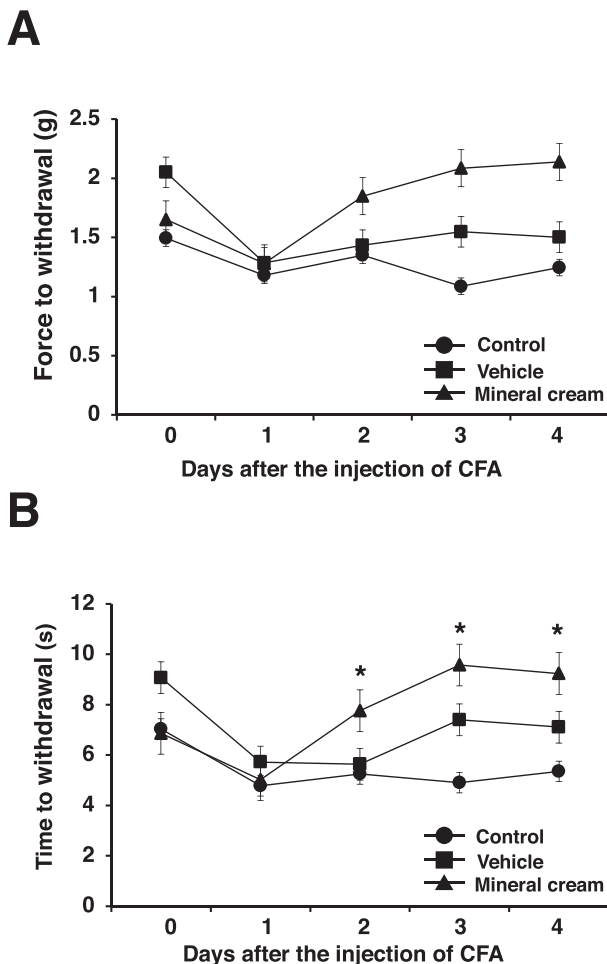 A
Force to withdrawal (g)
2.5
2
1.5
1
0.5
0
Control
Vehicle
Mineral cream
0 1 2 3 4
Days after the injection of CFA
B
Time to withdrawal (s)
12
10
8
6
4
2
0
* * *
Control
Vehicle
Mineral cream
0 1 2 3 4
Days after the injection of CFA